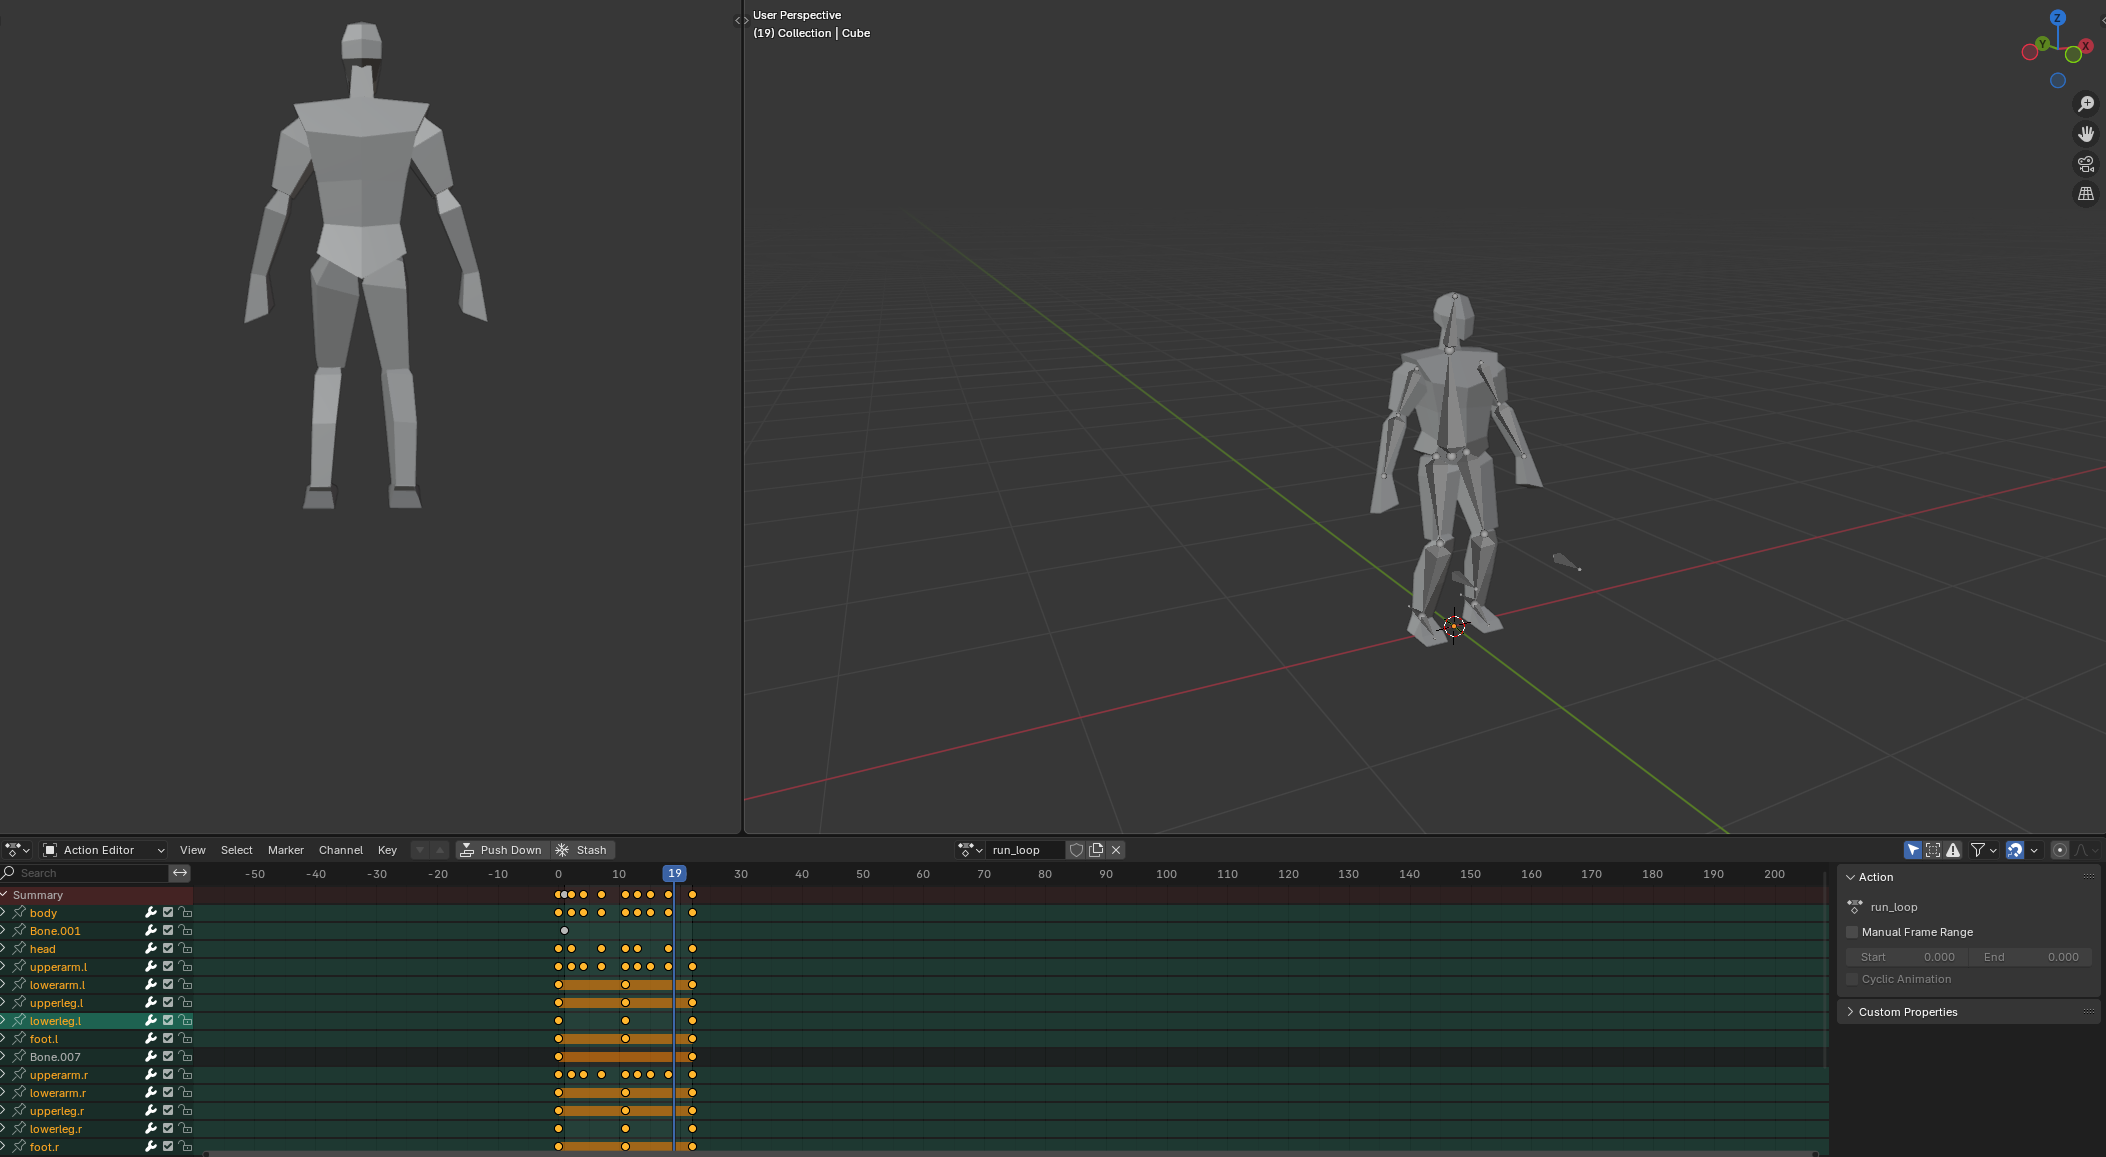 User Perspective
(19) Collection | Cube
Z
Y
X
Action Editor View Select Marker Channel Key Push Down Stash run_loop
Search
-50 -40 -30 -20 -10 0 10 19 30 40 50 60 70 80 90 100 110 120 130 140 150 160 170 180 190 200
Summary
body
Bone.001
head
upperarm.l
lowerarm.l
upperleg.l
lowerleg.l
foot.l
Bone.007
upperarm.r
lowerarm.r
upperleg.r
lowerleg.r
foot.r
Action
run_loop
Manual Frame Range
Start 0.000 End 0.000
Cyclic Animation
Custom Properties